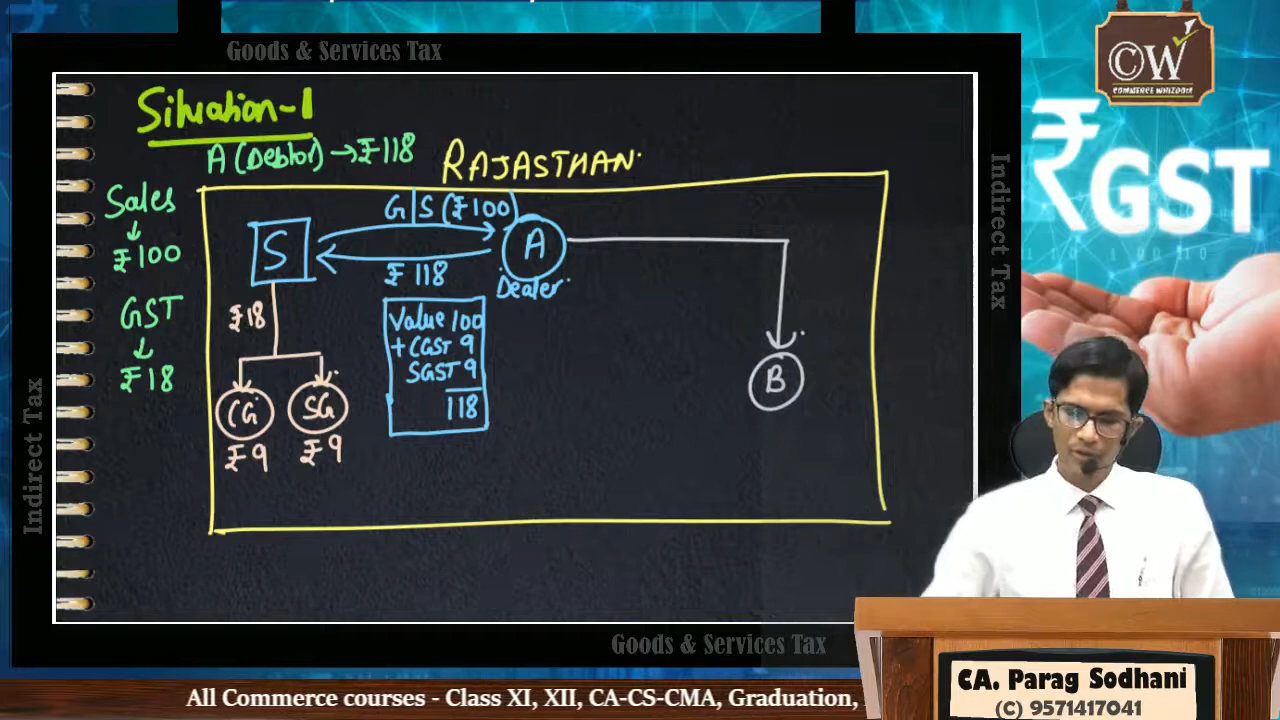 Goods & Services Tax
©W
COMMERCE WHIZDOM
Situation-1
A (Debtor) → ₹118
RAJASTHAN
Sales
↓
₹100
GST
↓
₹18
G|S (₹100)
S
A
₹118
Dealer
₹18
Value 100
+ CGST 9
SGST 9
118
CG
SG
₹9
₹9
B
Indirect Tax
Indirect Tax
₹GST
Goods & Services Tax
CA. Parag Sodhani
(C) 9571417041
All Commerce courses - Class XI, XII, CA-CS-CMA, Graduation,